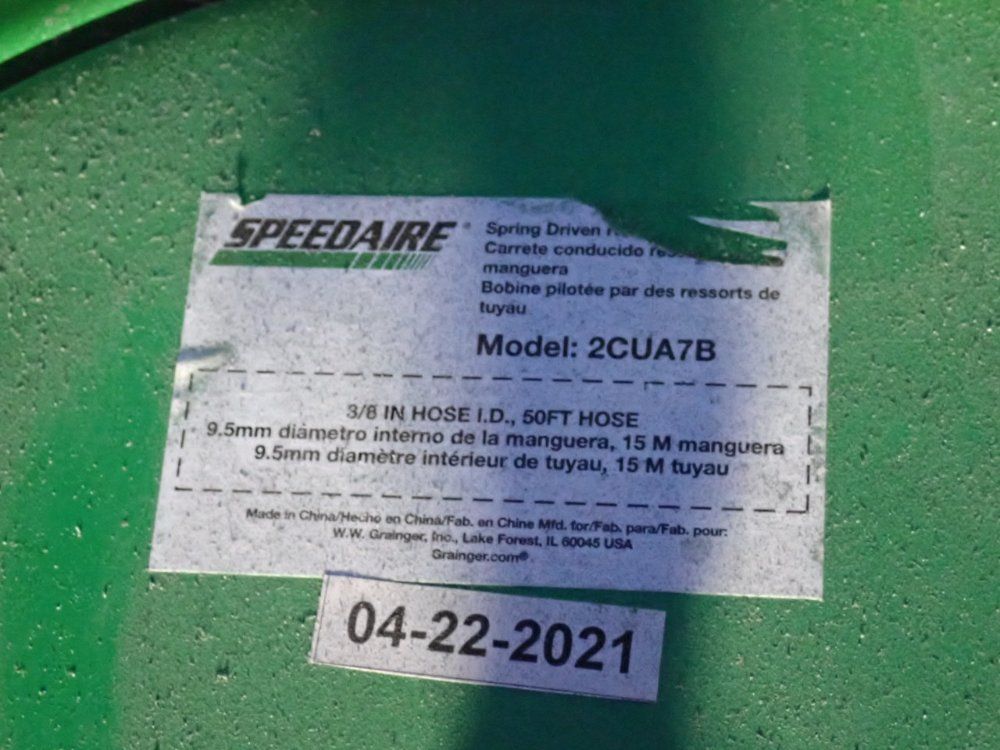 SPEEDAIRE®
Spring Driven
Carrete conducido
manguera
Bobine pilotée par des ressorts de
tuyau
Model: 2CUA7B
3/8 IN HOSE I.D., 50FT HOSE
9.5mm diámetro interno de la manguera, 15 M manguera
9.5mm diamètre intérieur de tuyau, 15 M tuyau
Made in China/Hecho en China/Fab. en Chine Mfd. for/Fab. para/Fab. pour:
W.W. Grainger, Inc., Lake Forest, IL 60045 USA
Grainger.com®
04-22-2021